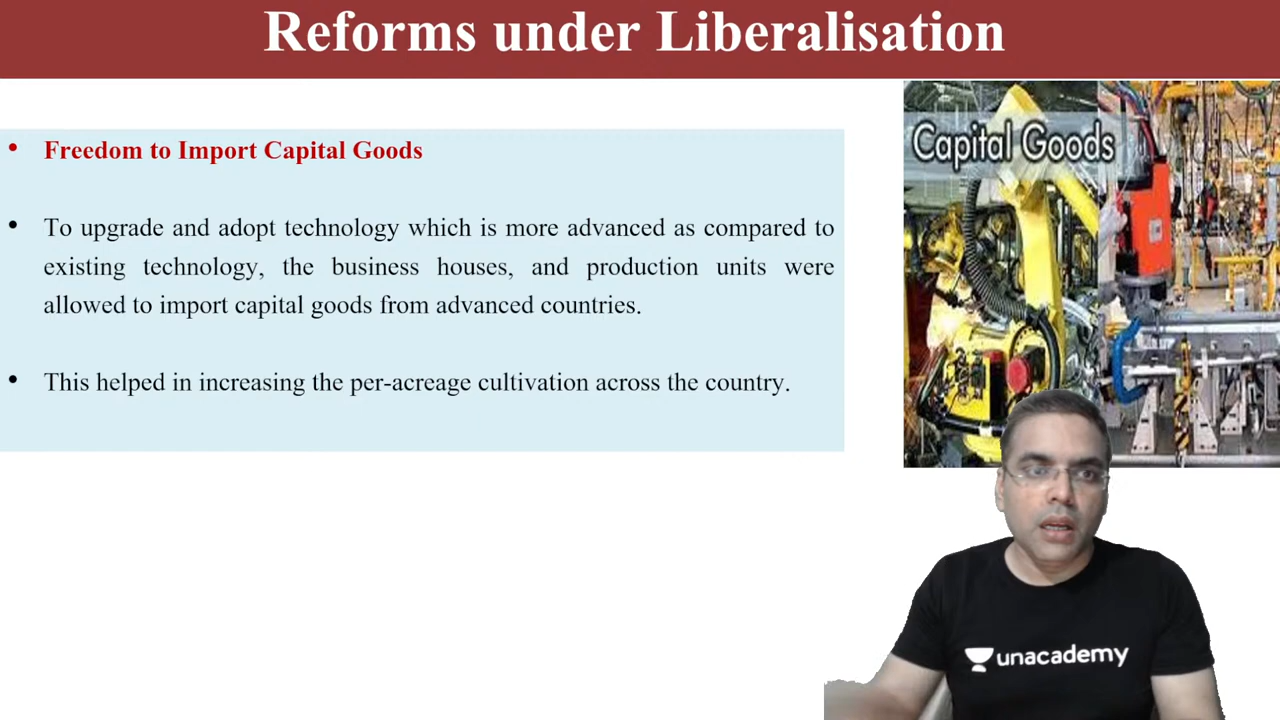 Reforms under Liberalisation
• Freedom to Import Capital Goods
• To upgrade and adopt technology which is more advanced as compared to
existing technology, the business houses, and production units were
allowed to import capital goods from advanced countries.
• This helped in increasing the per-acreage cultivation across the country.
Capital Goods
unacademy